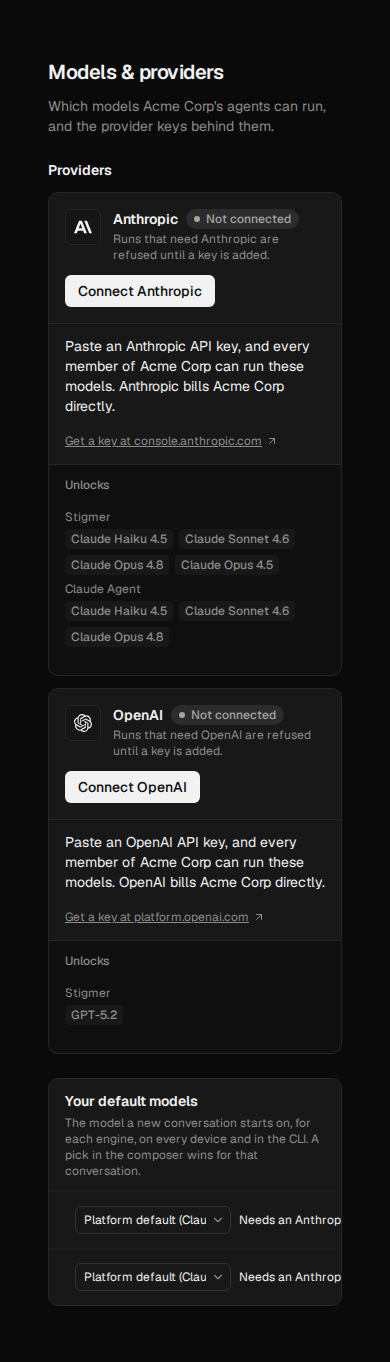 Models & providers
Which models Acme Corp's agents can run,
and the provider keys behind them.
Providers
Anthropic
Not connected
Runs that need Anthropic are
refused until a key is added.
Connect Anthropic
Paste an Anthropic API key, and every
member of Acme Corp can run these
models. Anthropic bills Acme Corp
directly.
Get a key at console.anthropic.com
Unlocks
Stigmer
Claude Haiku 4.5 Claude Sonnet 4.6
Claude Opus 4.8 Claude Opus 4.5
Claude Agent
Claude Haiku 4.5 Claude Sonnet 4.6
Claude Opus 4.8
OpenAI
Not connected
Runs that need OpenAI are refused
until a key is added.
Connect OpenAI
Paste an OpenAI API key, and every
member of Acme Corp can run these
models. OpenAI bills Acme Corp directly.
Get a key at platform.openai.com
Unlocks
Stigmer
GPT-5.2
Your default models
The model a new conversation starts on, for
each engine, on every device and in the CLI. A
pick in the composer wins for that
conversation.
Platform default (Clau Needs an Anthrop
Platform default (Clau Needs an Anthrop